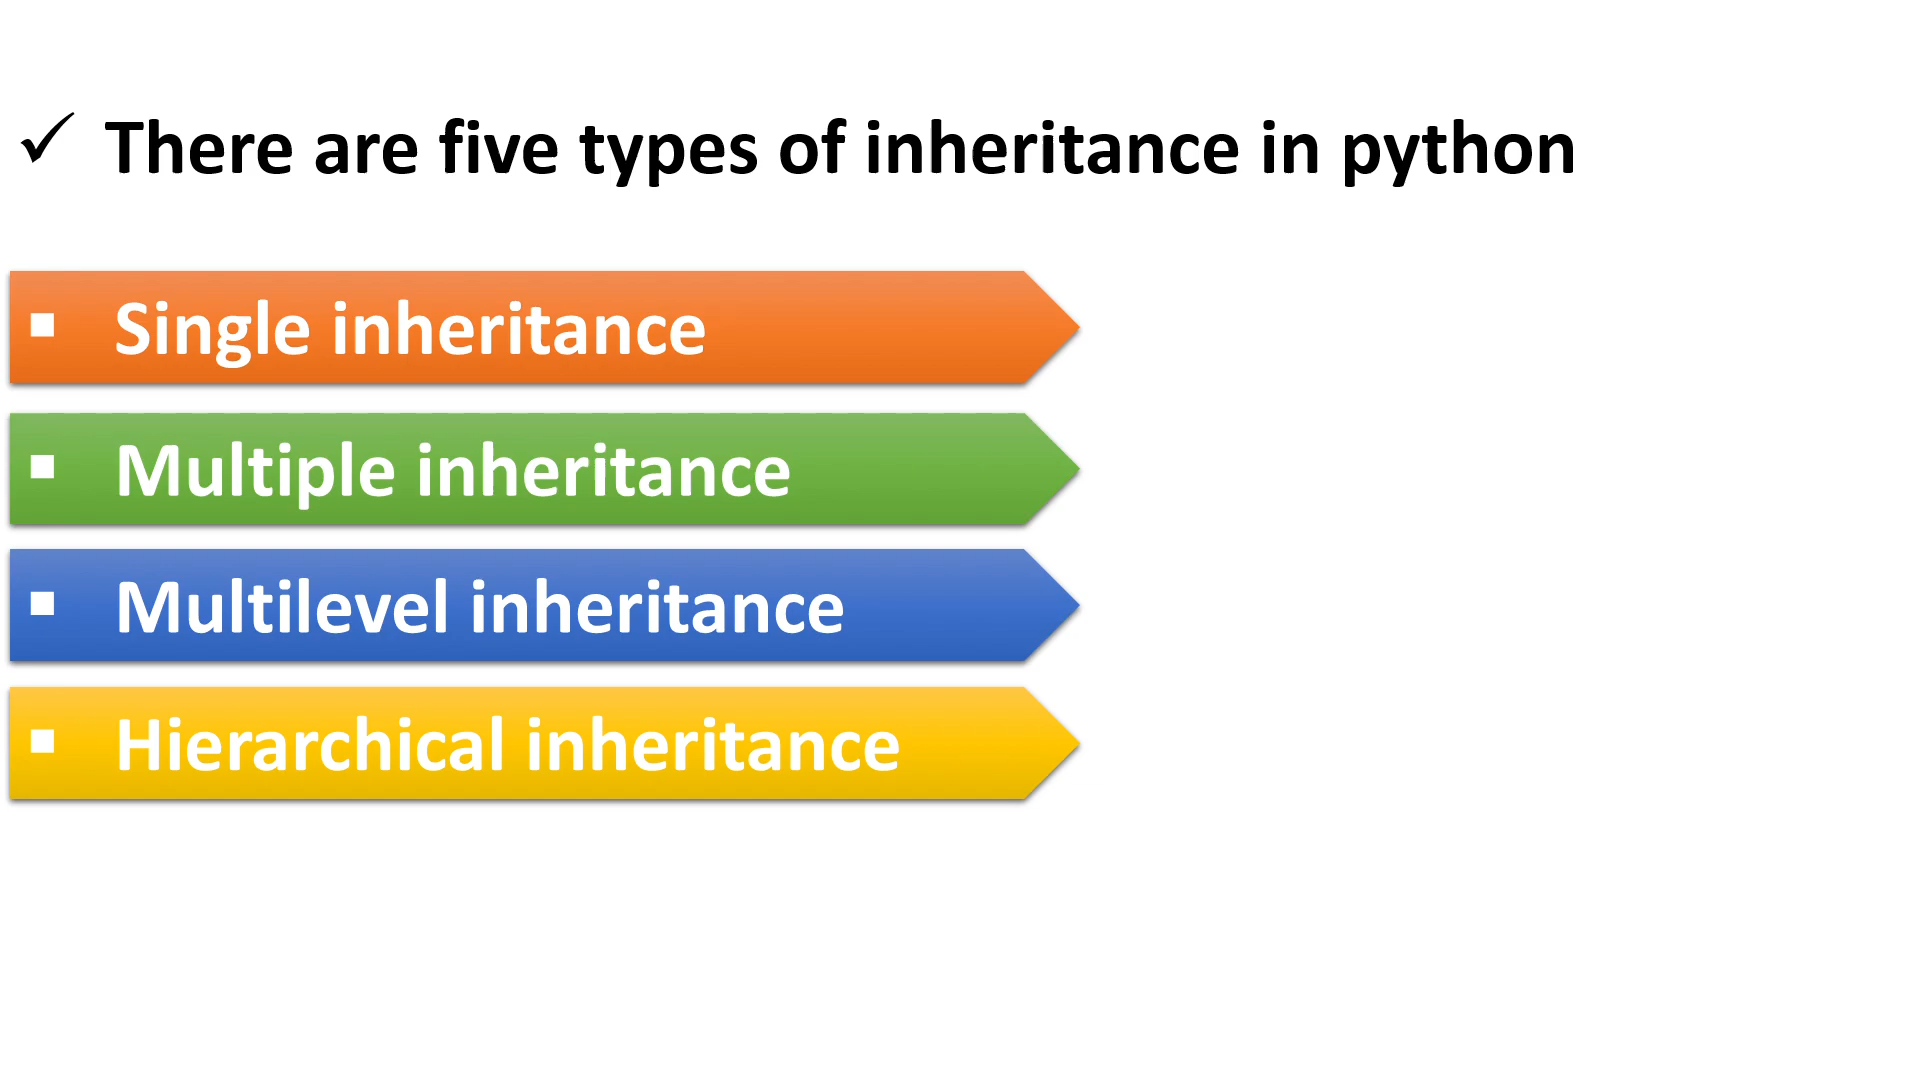 ✓ There are five types of inheritance in python
▪ Single inheritance
▪ Multiple inheritance
▪ Multilevel inheritance
▪ Hierarchical inheritance